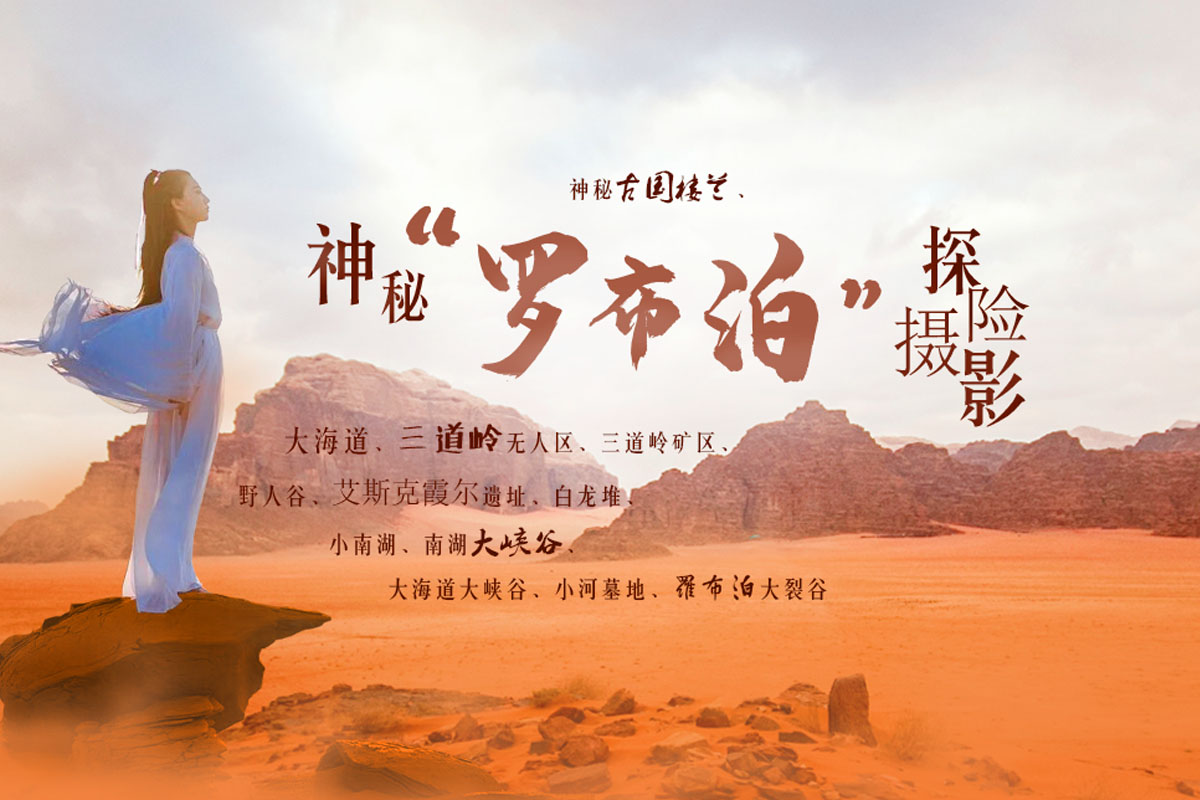 神秘古国楼兰、
神秘“罗布泊”探险摄影
大海道、三道岭无人区、三道岭矿区、
野人谷、艾斯克霞尔遗址、白龙堆、
小南湖、南湖大峡谷、
大海道大峡谷、小河墓地、羅布泊大裂谷